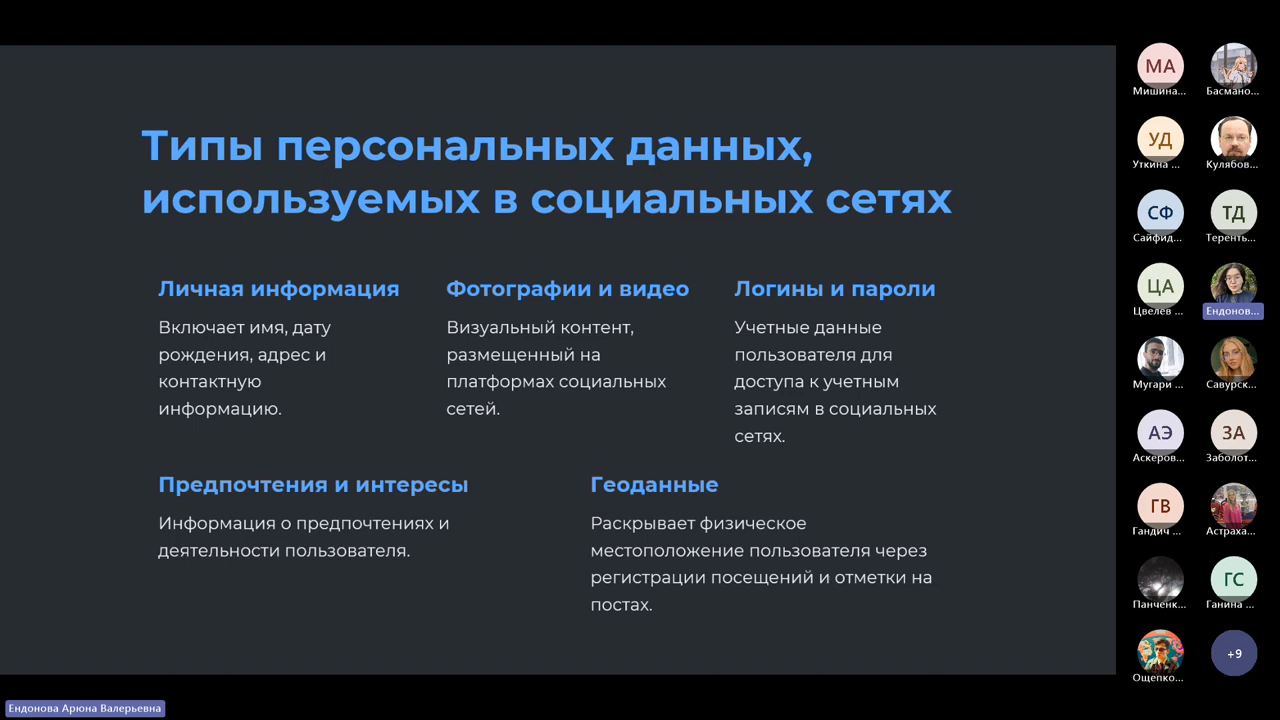 Типы персональных данных,
используемых в социальных сетях
Личная информация
Включает имя, дату
рождения, адрес и
контактную
информацию.
Фотографии и видео
Визуальный контент,
размещенный на
платформах социальных
сетей.
Логины и пароли
Учетные данные
пользователя для
доступа к учетным
записям в социальных
сетях.
Предпочтения и интересы
Информация о предпочтениях и
деятельности пользователя.
Геоданные
Раскрывает физическое
местоположение пользователя через
регистрации посещений и отметки на
постах.
МА
Мишина...
Басмано...
УД
Уткина ...
Кулябов...
СФ
Сайфид...
ТД
Теренть...
ЦА
Цвелев ...
Ендонов...
Мугари ...
Савурск...
АЭ
Аскеров...
ЗА
Заболот...
ГВ
Гандич ...
Астраха...
Панченк...
ГС
Ганина ...
Ощепко...
+9
Ендонова Арюна Валерьевна